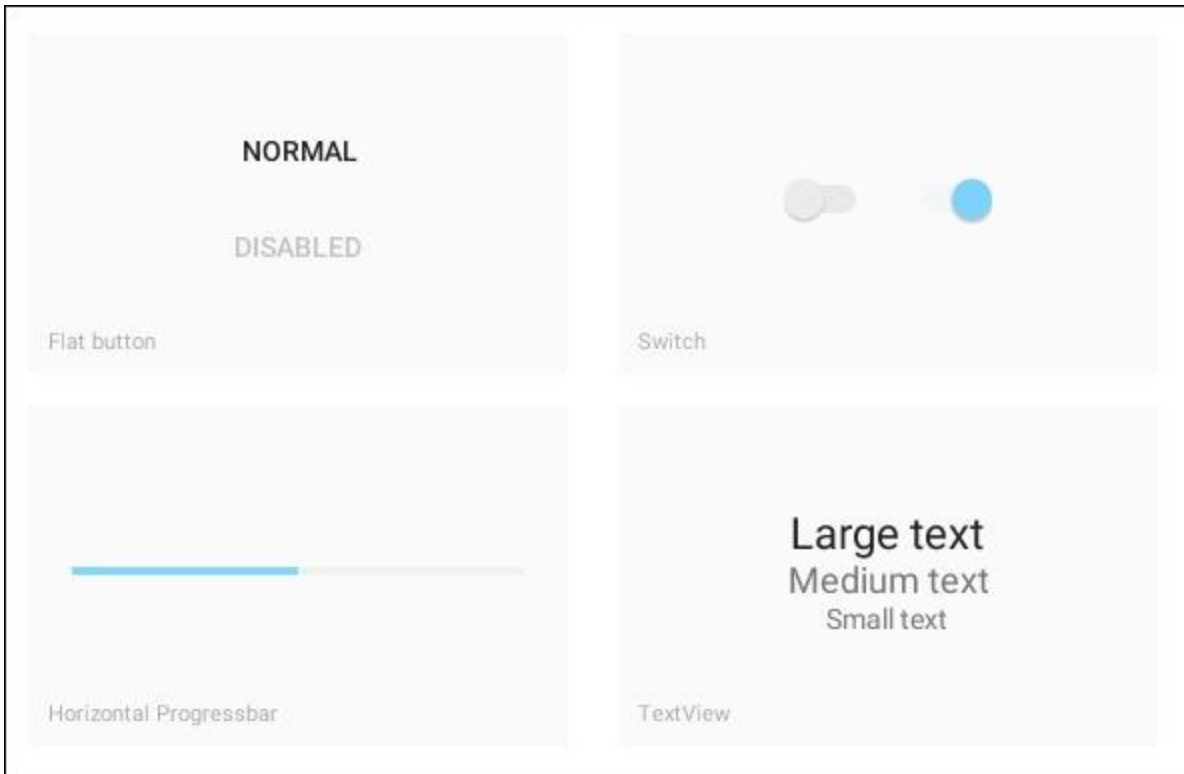 NORMAL
DISABLED
Flat button
Switch
Large text
Medium text
Small text
Horizontal Progressbar
TextView